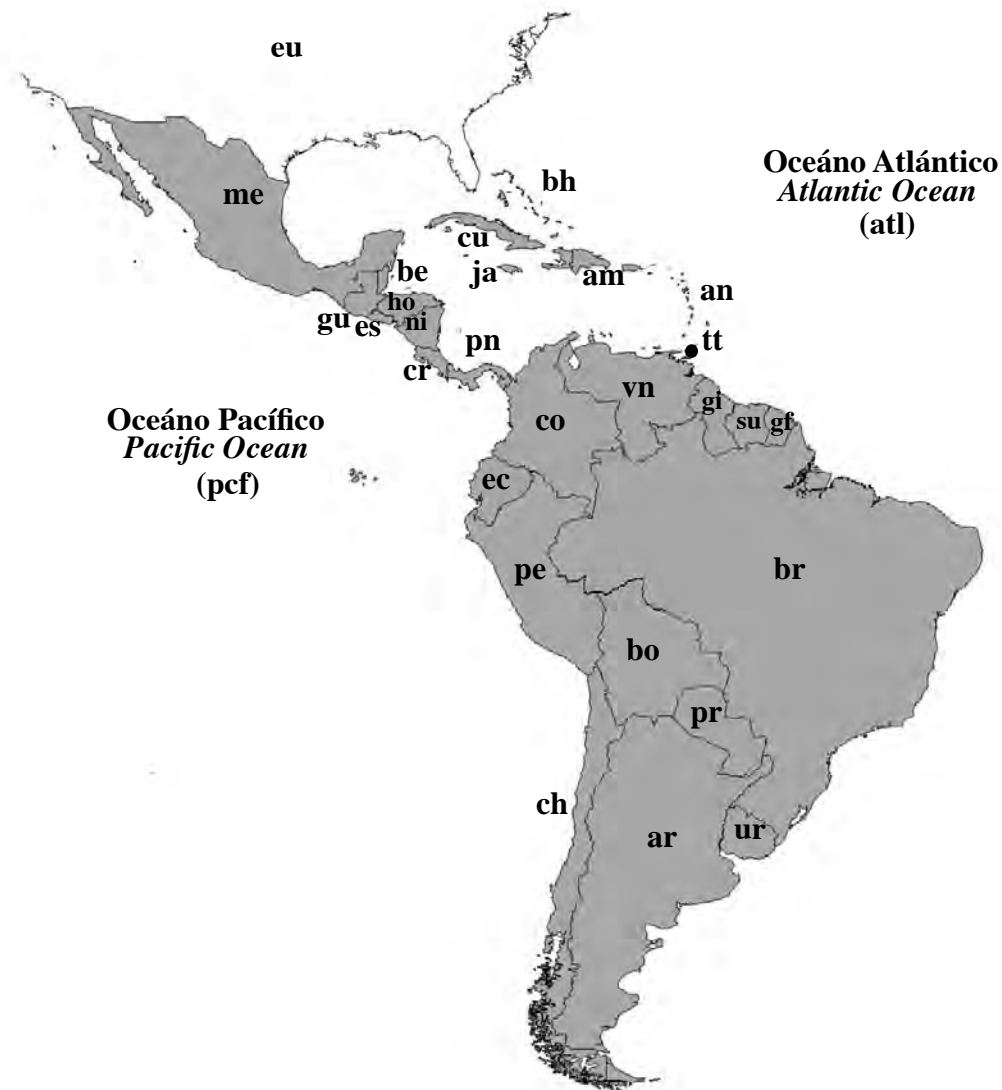 eu
Oceáno Atlántico
Atlantic Ocean
(atl)
bh
me
cu
be
ja
am
an
ho
gu
es
ni
pn
tt
cr
vn
gi
Oceáno Pacífico
Pacific Ocean
(pcf)
co
su
gf
ec
pe
br
bo
pr
ch
ar
ur